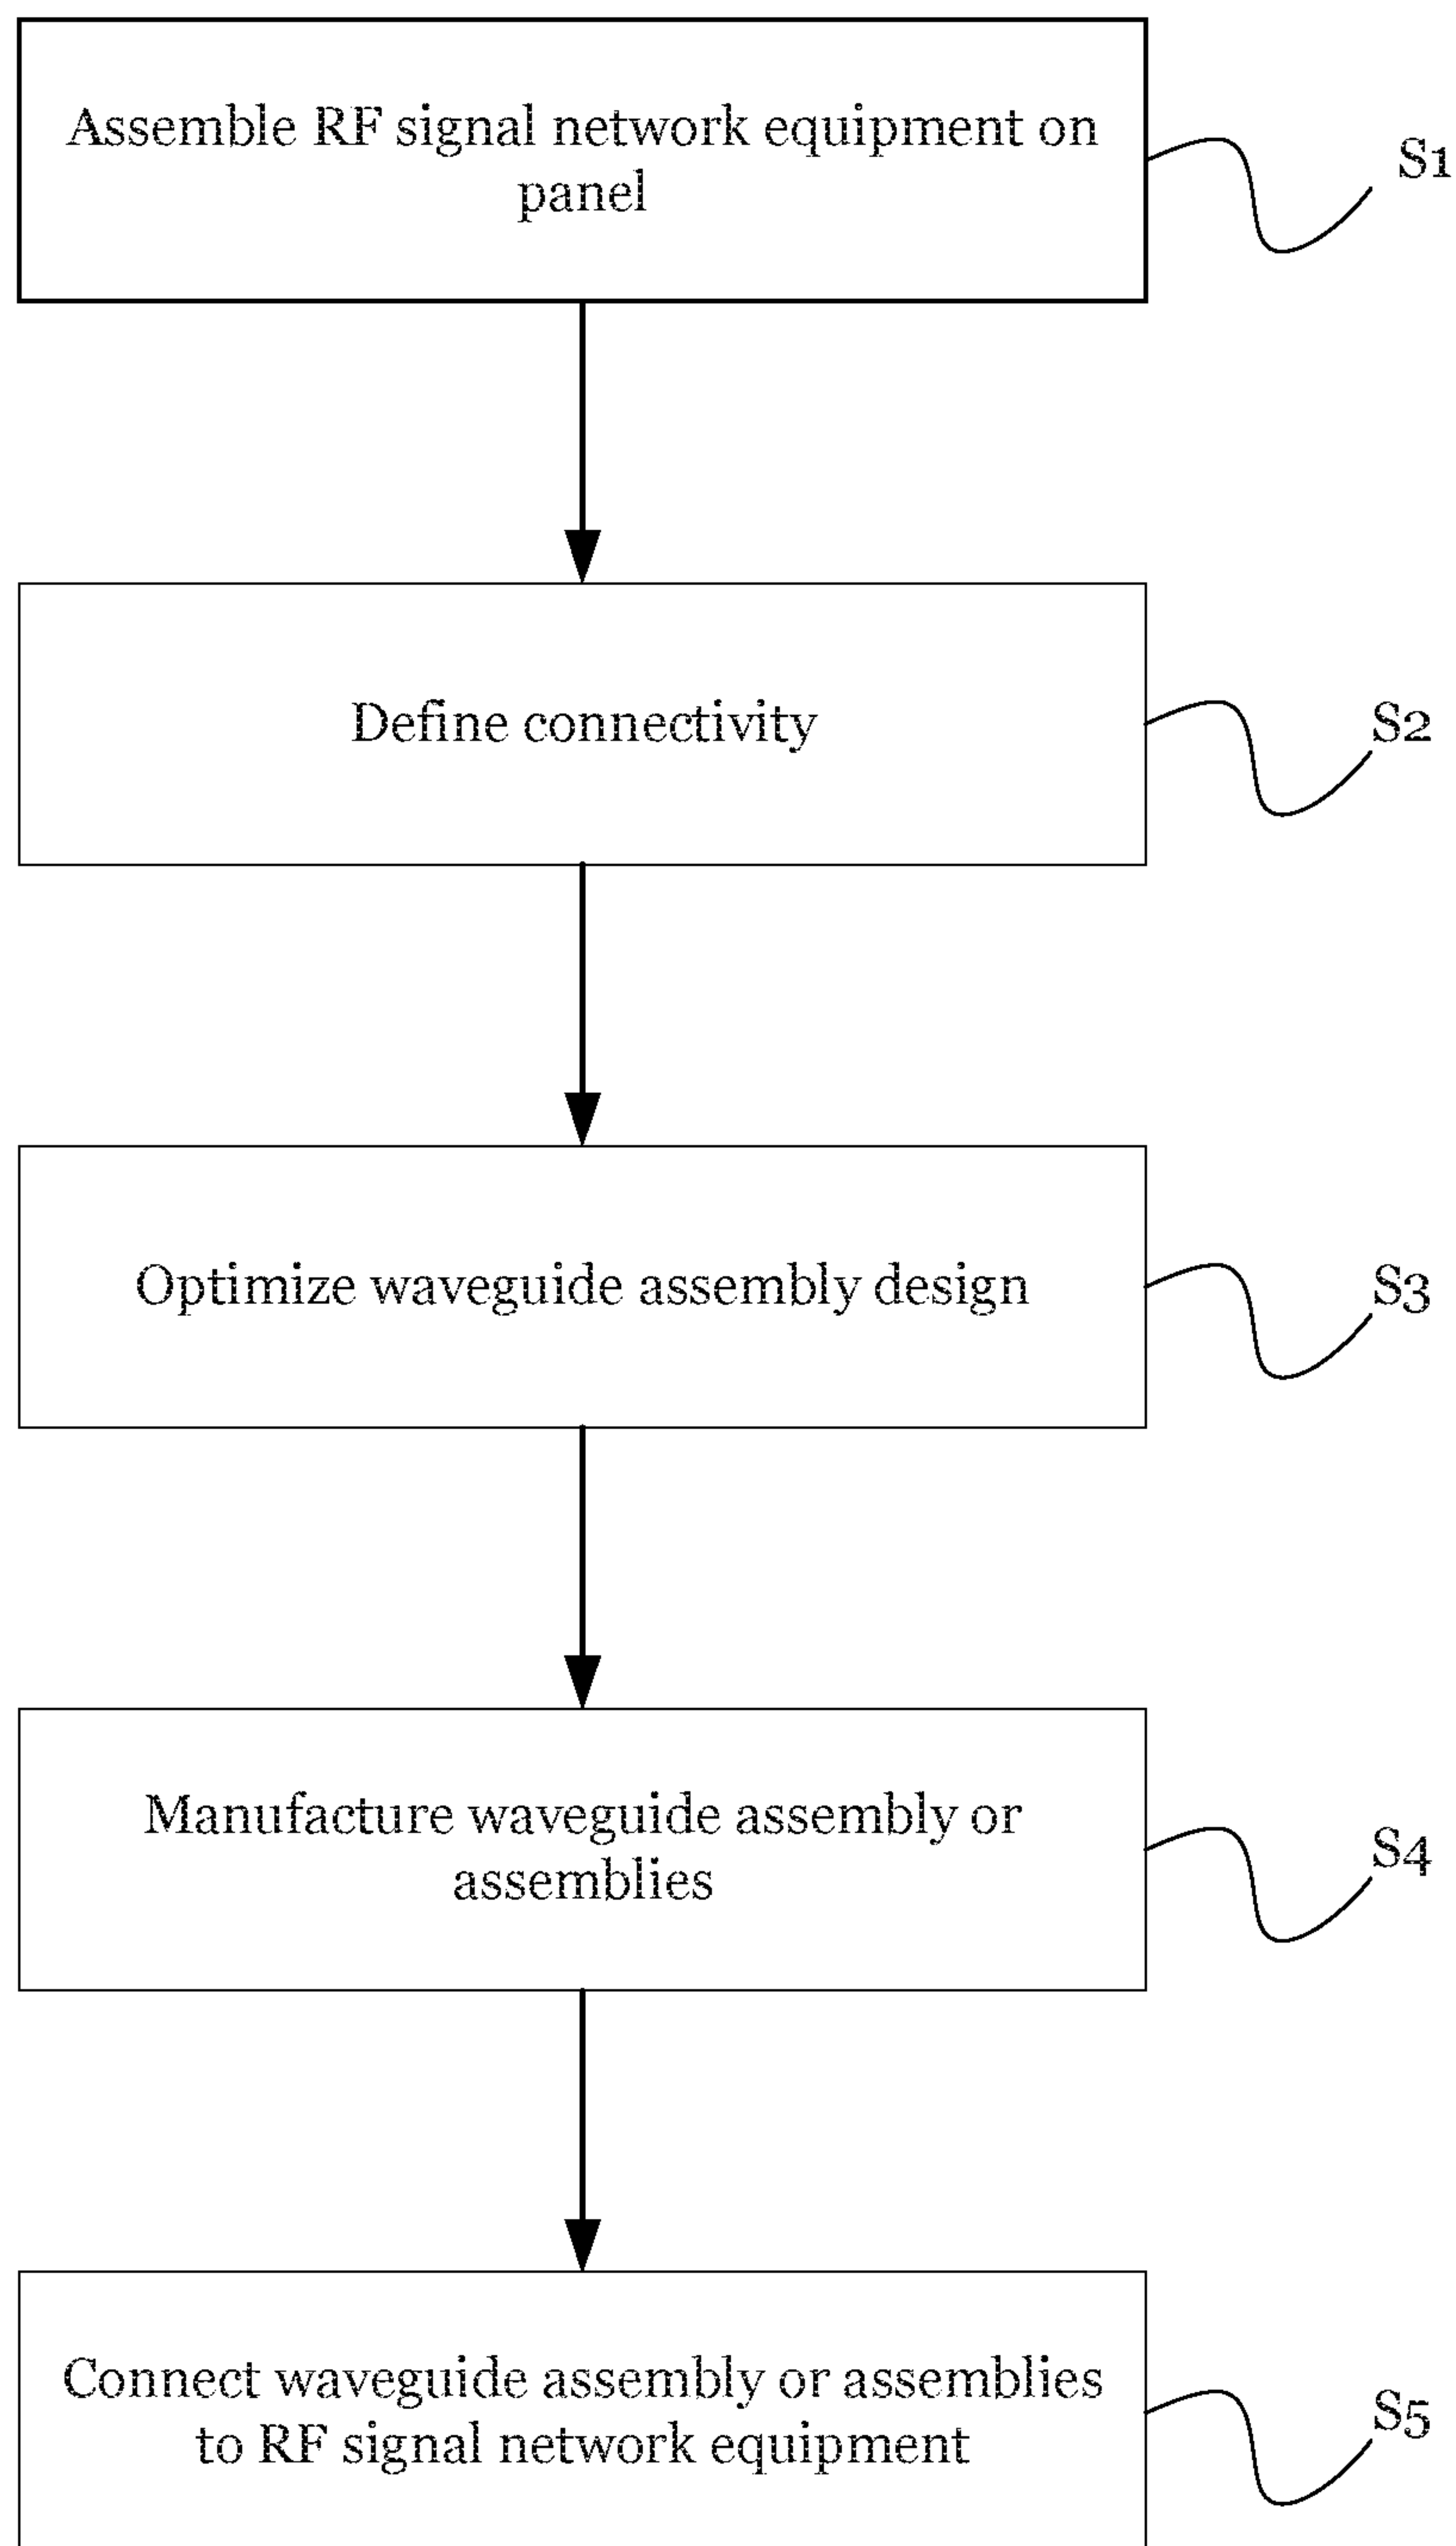 Assemble RF signal network equipment on
panel
S1
Define connectivity
S2
Optimize waveguide assembly design
S3
Manufacture waveguide assembly or
assemblies
S4
Connect waveguide assembly or assemblies
to RF signal network equipment
S5